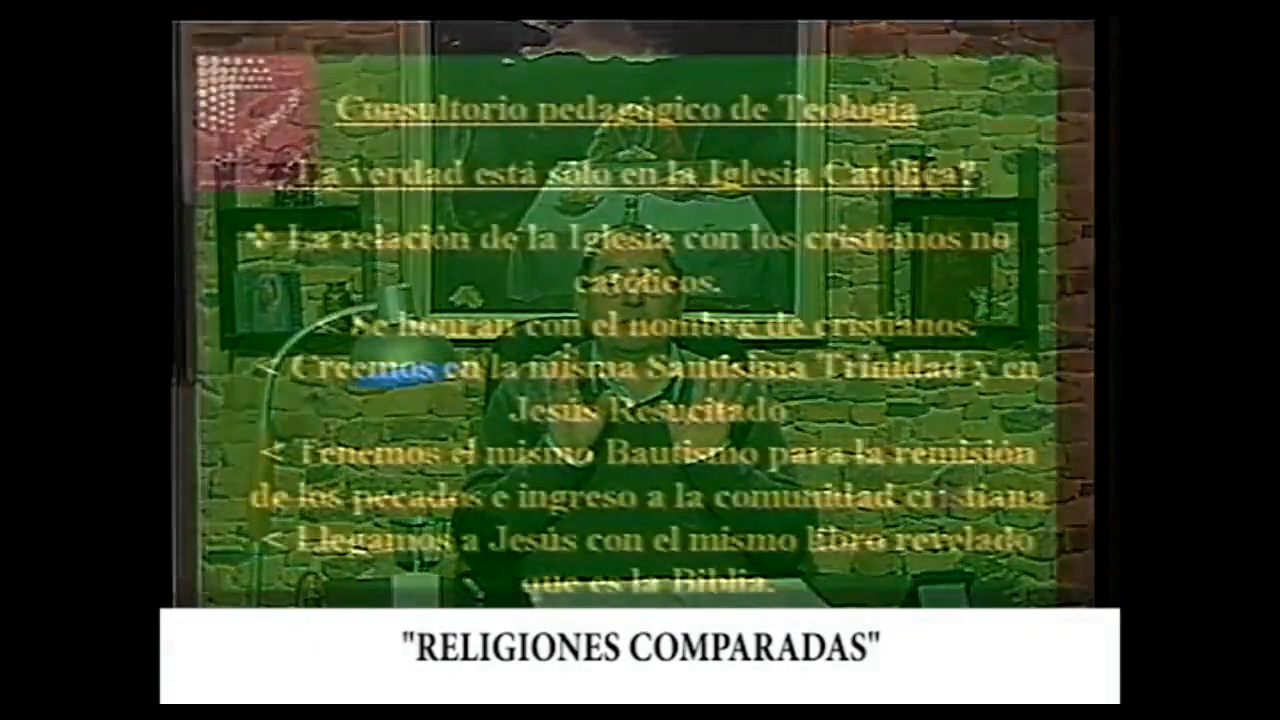 Consultorio pedagógico de Teología
La verdad está sólo en la Iglesia Católica?
❖ La relación de la Iglesia con los cristianos no
católicos.
< Se honran con el nombre de cristianos.
< Creemos en la misma Santísima Trinidad y en
Jesús Resucitado
< Tenemos el mismo Bautismo para la remisión
de los pecados e ingreso a la comunidad cristiana
< Llegamos a Jesús con el mismo libro revelado
que es la Biblia.
"RELIGIONES COMPARADAS"